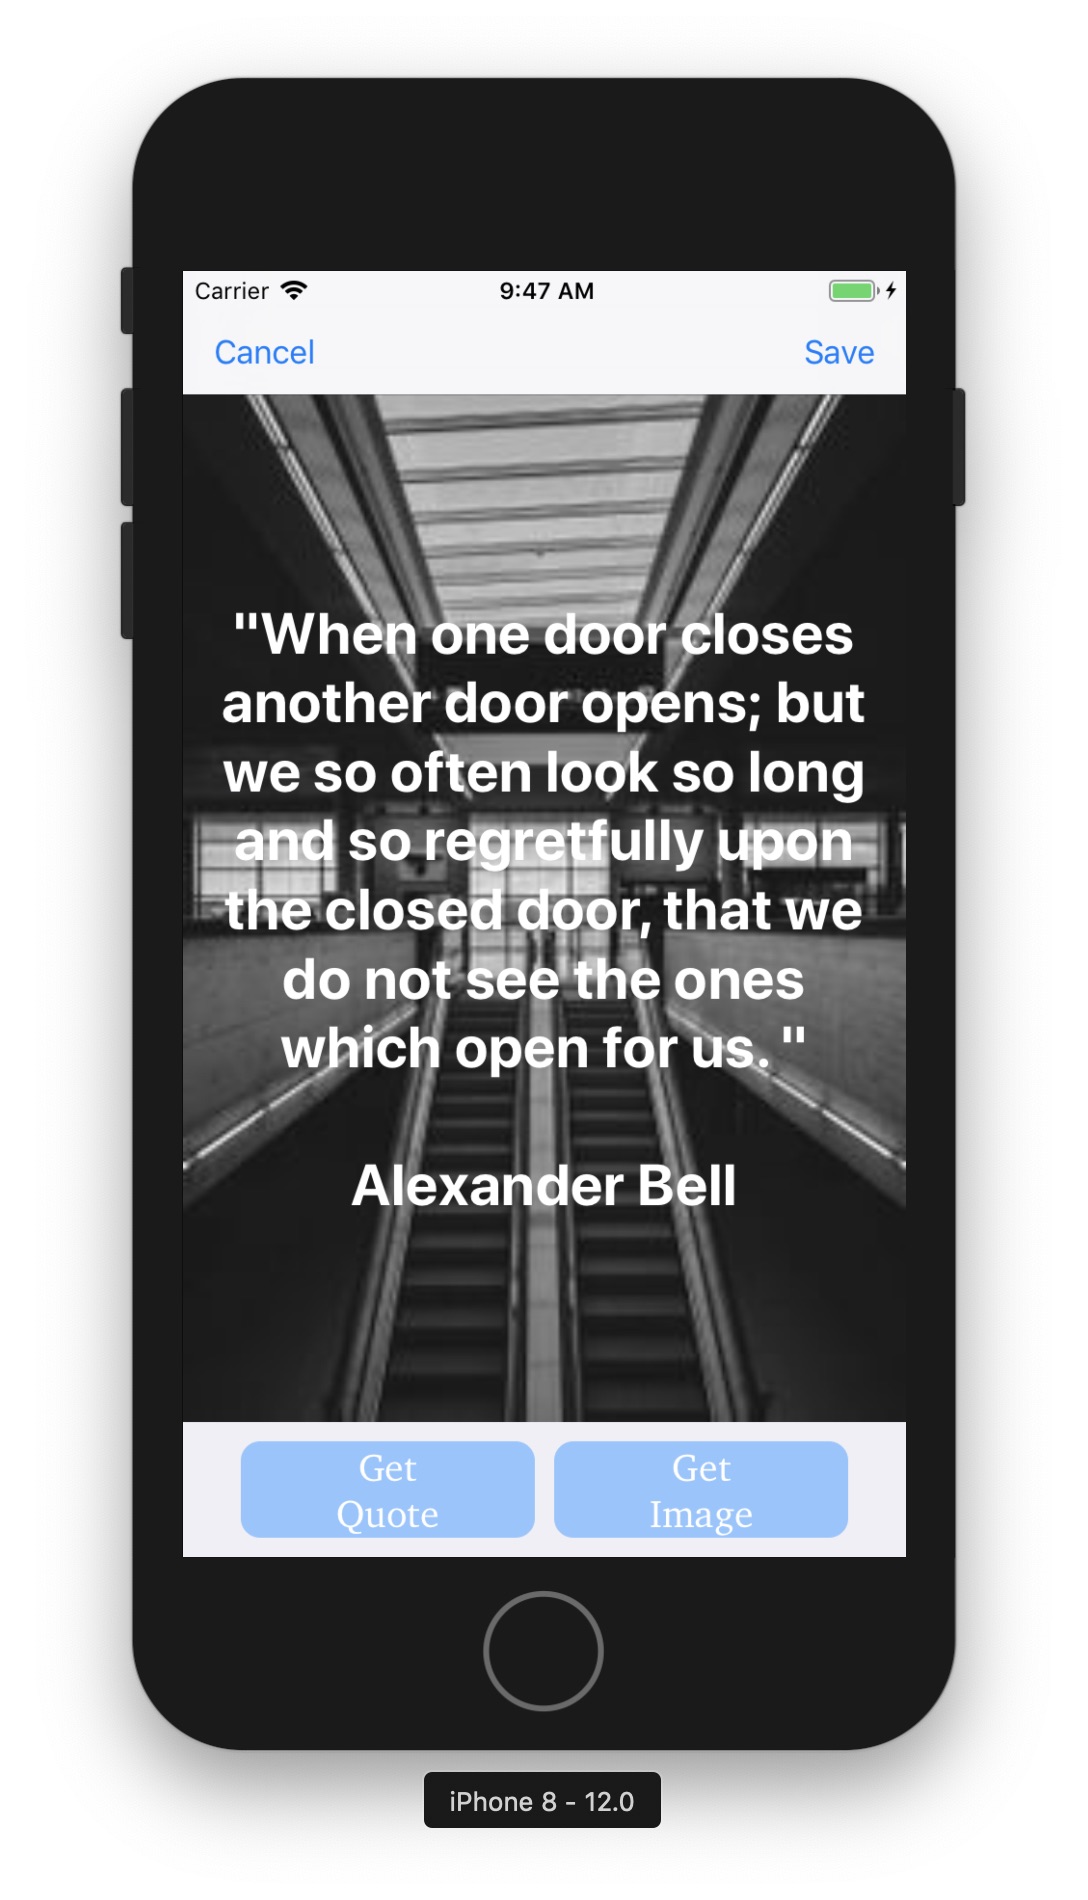 Carrier 9:47 AM
Cancel Save
"When one door closes
another door opens; but
we so often look so long
and so regretfully upon
the closed door, that we
do not see the ones
which open for us. "
Alexander Bell
Get
Quote
Get
Image
iPhone 8 - 12.0